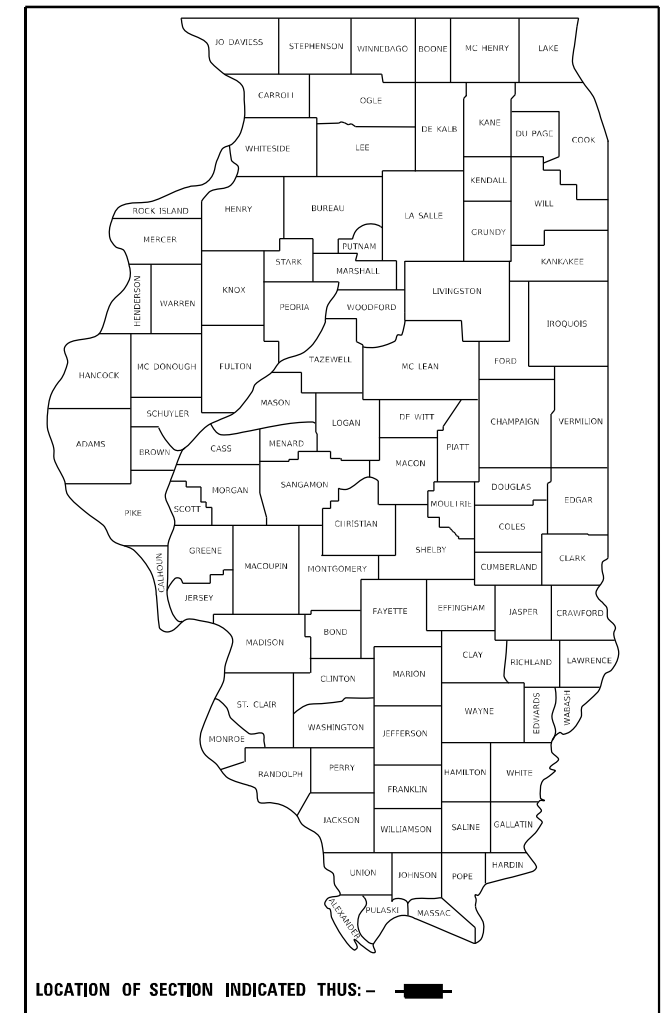 JO DAVIESS
STEPHENSON
WINNEBAGO
BOONE
MC HENRY
LAKE
CARROLL
OGLE
DE KALB
KANE
DU PAGE
COOK
WHITESIDE
LEE
KENDALL
WILL
ROCK ISLAND
HENRY
BUREAU
LA SALLE
GRUNDY
MERCER
PUTNAM
STARK
MARSHALL
KANKAKEE
HENDERSON
WARREN
KNOX
PEORIA
WOODFORD
LIVINGSTON
IROQUOIS
HANCOCK
MC DONOUGH
FULTON
TAZEWELL
MC LEAN
FORD
MASON
SCHUYLER
LOGAN
DE WITT
CHAMPAIGN
VERMILION
ADAMS
BROWN
CASS
MENARD
PIATT
MACON
MORGAN
SANGAMON
DOUGLAS
EDGAR
PIKE
SCOTT
CHRISTIAN
MOULTRIE
COLES
GREENE
CALHOUN
MACOUPIN
MONTGOMERY
SHELBY
CUMBERLAND
CLARK
JERSEY
FAYETTE
EFFINGHAM
JASPER
CRAWFORD
MADISON
BOND
CLAY
RICHLAND
LAWRENCE
CLINTON
MARION
ST. CLAIR
WAYNE
EDWARDS
WABASH
WASHINGTON
JEFFERSON
MONROE
RANDOLPH
PERRY
FRANKLIN
HAMILTON
WHITE
JACKSON
WILLIAMSON
SALINE
GALLATIN
UNION
JOHNSON
POPE
HARDIN
ALEXANDER
PULASKI
MASSAC
LOCATION OF SECTION INDICATED THUS: –